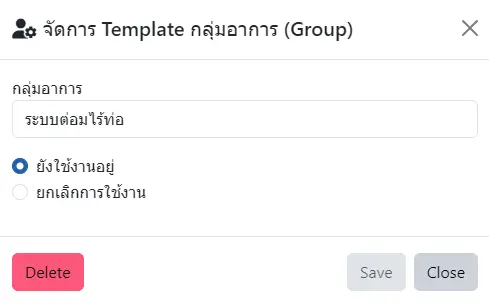 จัดการ Template กลุ่มอาการ (Group)
กลุ่มอาการ
ระบบต่อมไร้ท่อ
ยังใช้งานอยู่
ยกเลิกการใช้งาน
Delete
Save
Close